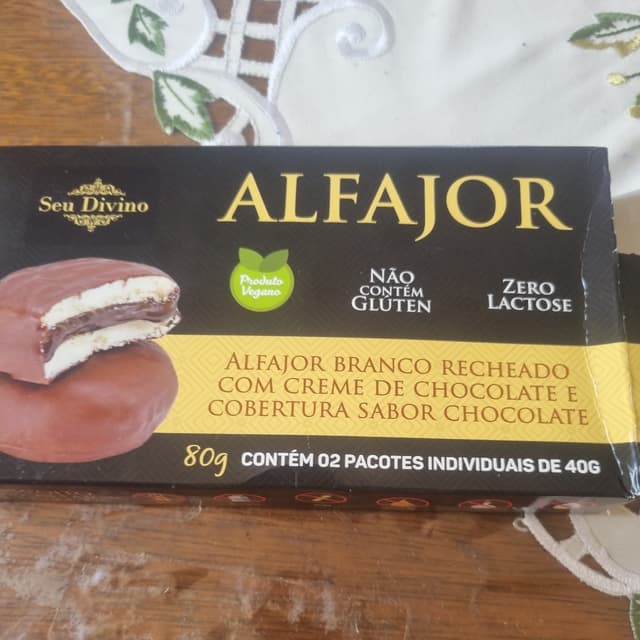 Seu Divino
ALFAJOR
Produto
Vegano
NÃO
CONTÉM
GLÚTEN
ZERO
LACTOSE
ALFAJOR BRANCO RECHEADO
COM CREME DE CHOCOLATE E
COBERTURA SABOR CHOCOLATE
80g CONTÉM 02 PACOTES INDIVIDUAIS DE 40G